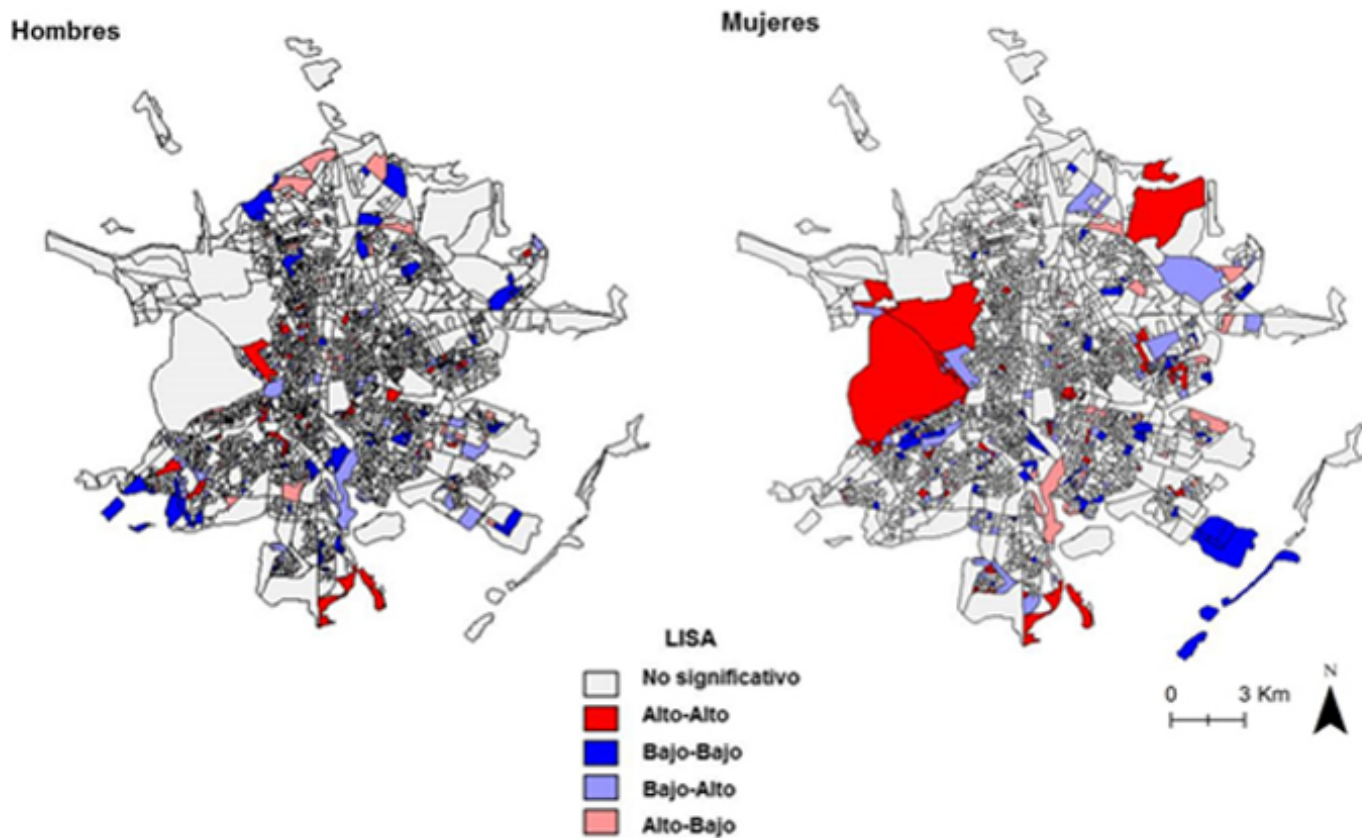 Hombres
Mujeres
LISA
No significativo
Alto-Alto
Bajo-Bajo
Bajo-Alto
Alto-Bajo
0 3 Km
N